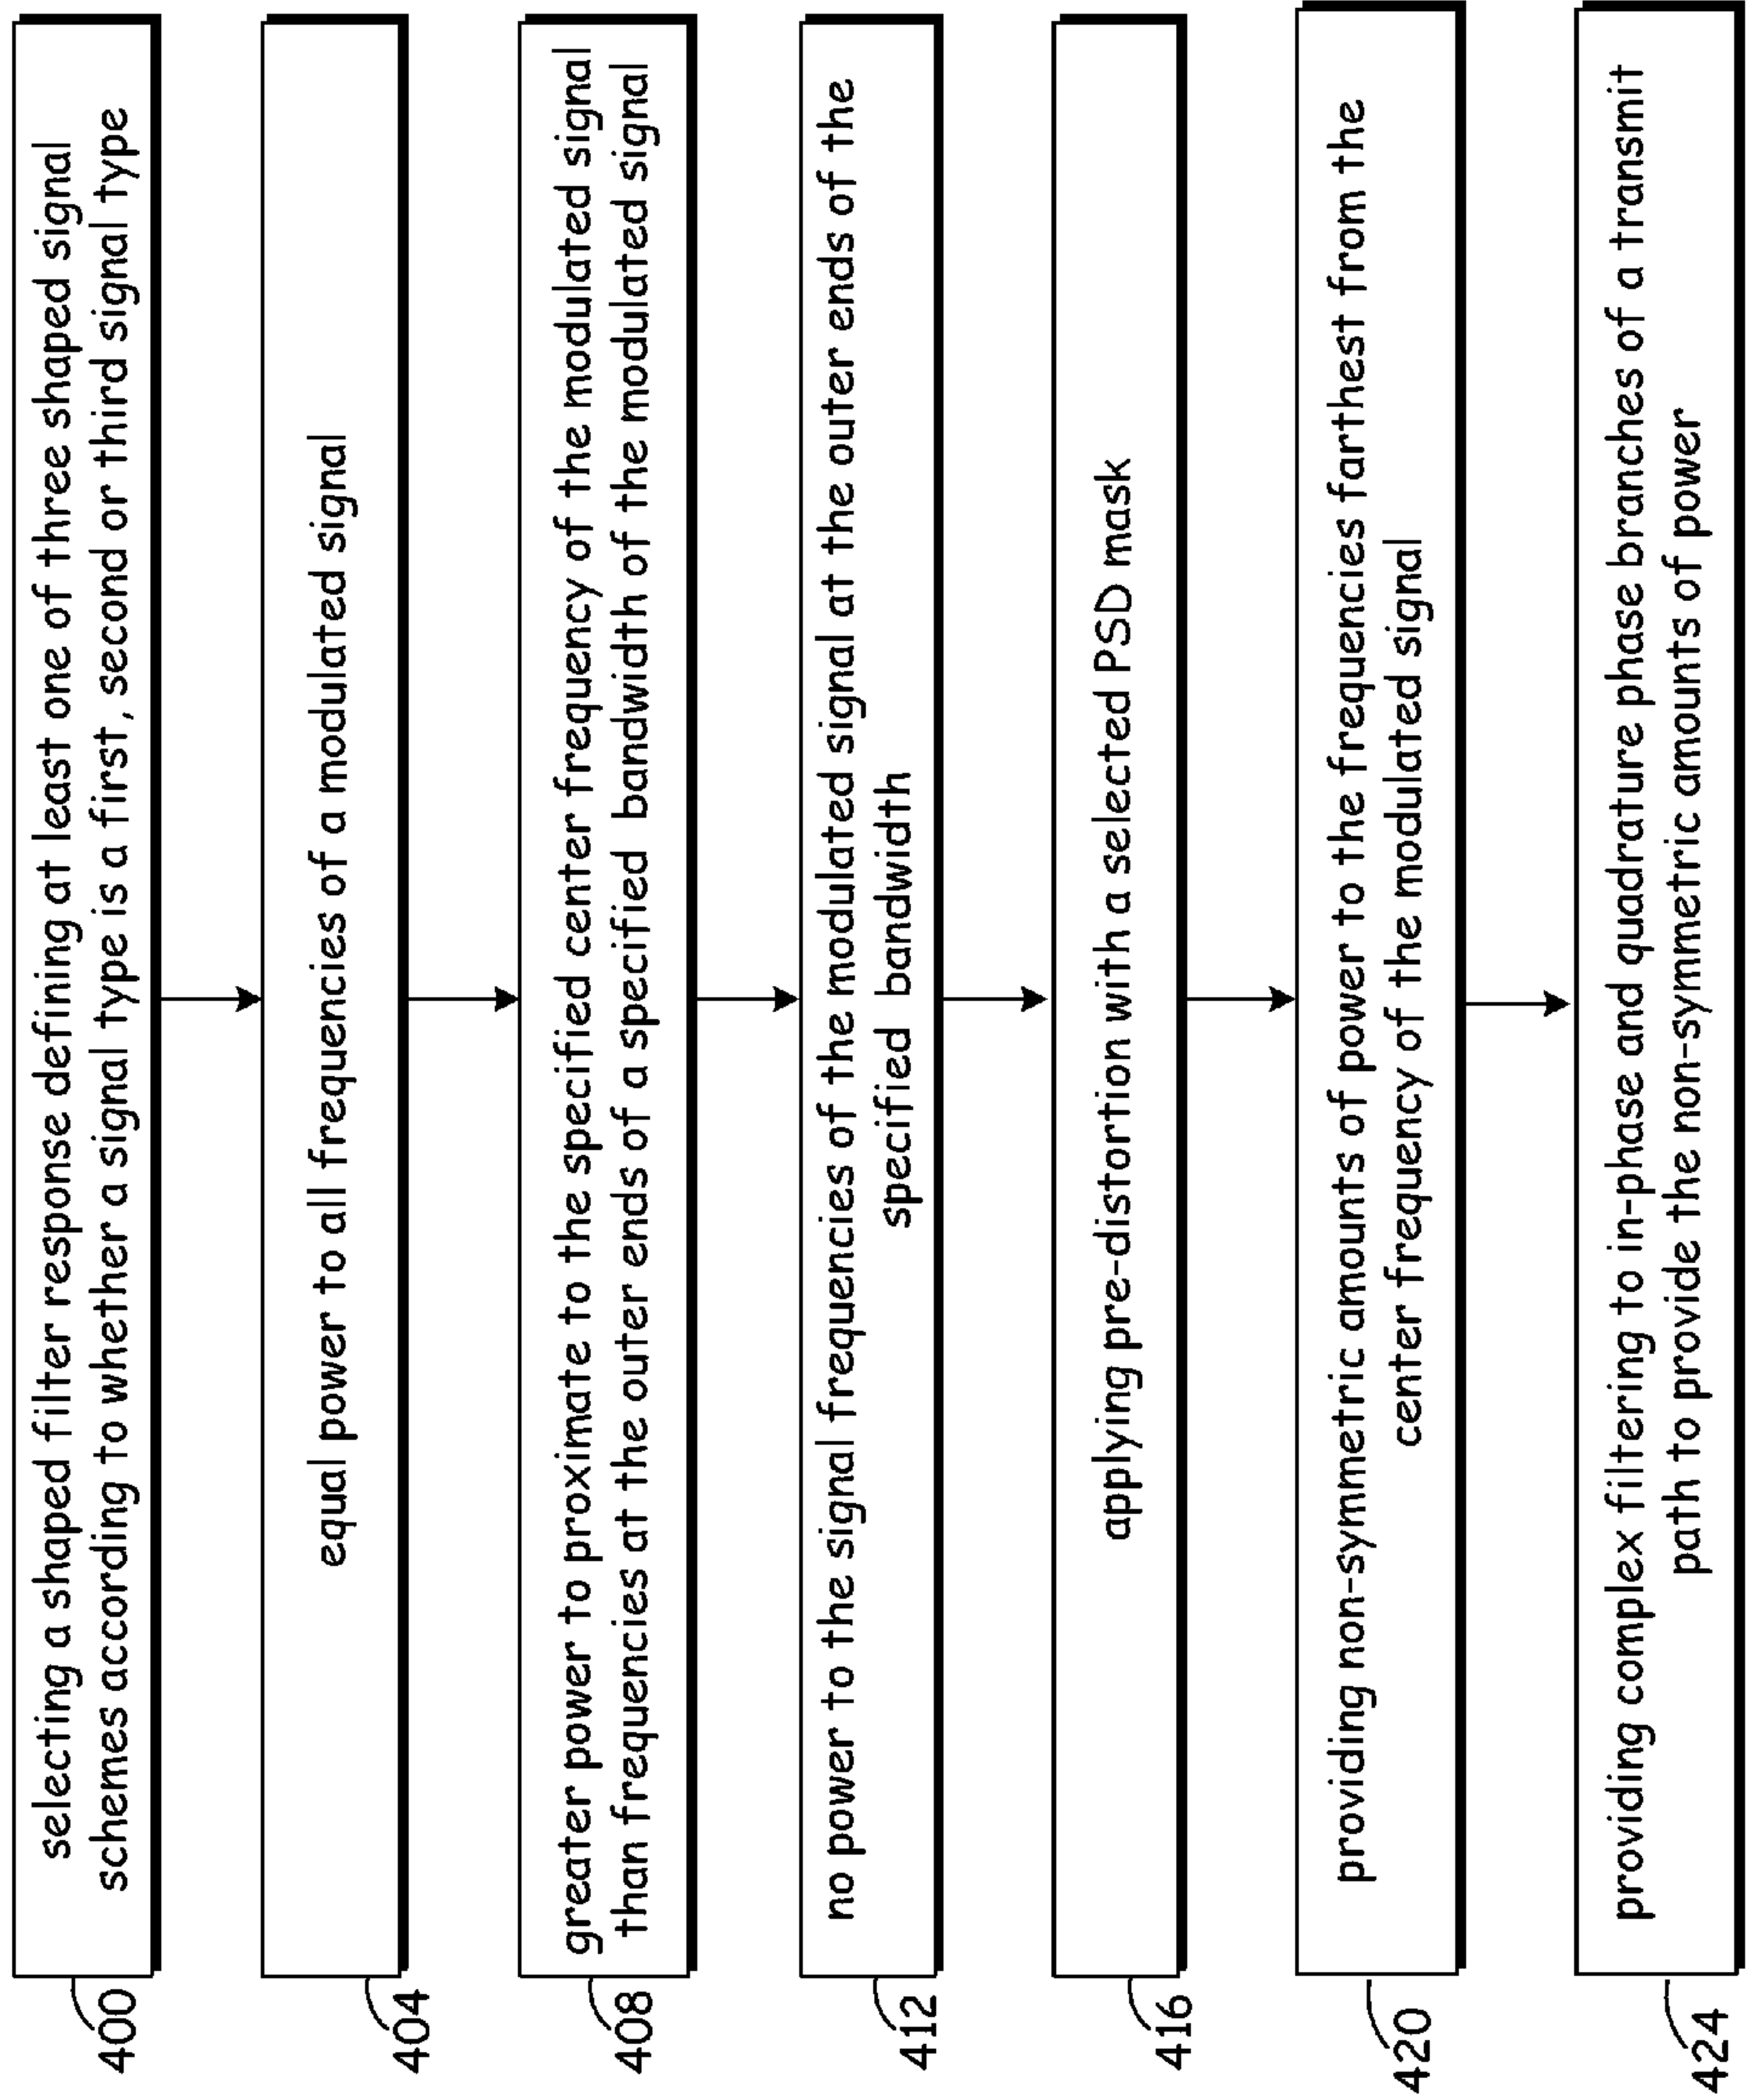 selecting a shaped filter response defining at least one of three shaped signal
schemes according to whether a signal type is a first, second or third signal type
400
equal power to all frequencies of a modulated signal
404
greater power to proximate to the specified center frequency of the modulated signal
than frequencies at the outer ends of a specified bandwidth of the modulated signal
408
no power to the signal frequencies of the modulated signal at the outer ends of the
specified bandwidth
412
applying pre-distortion with a selected PSD mask
416
providing non-symmetric amounts of power to the frequencies farthest from the
center frequency of the modulated signal
420
providing complex filtering to in-phase and quadrature phase branches of a transmit
path to provide the non-symmetric amounts of power
424